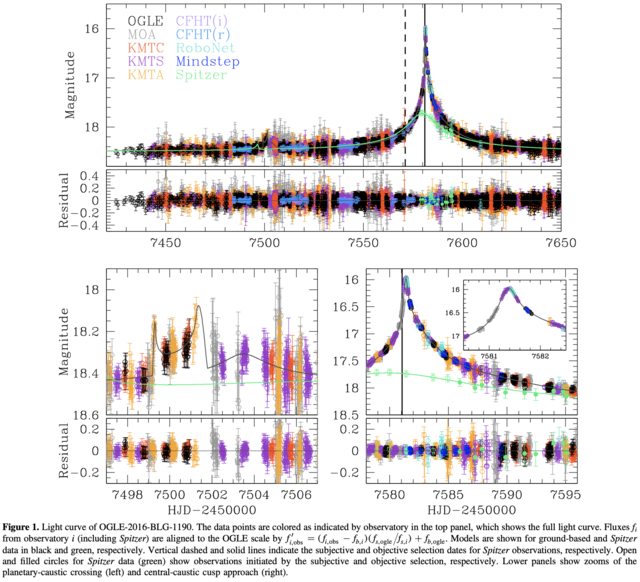 16
17
18
Magnitude
OGLE CFHT(i)
MOA CFHT(r)
KMTC RoboNet
KMTS Mindstep
KMTA Spitzer
0.4
0.2
0
−0.2
−0.4
Residual
7450 7500 7550 7600 7650
18
18.2
18.4
18.6
Magnitude
0.2
0
−0.2
Residual
7498 7500 7502 7504 7506
HJD-2450000
16
16.5
17
17.5
18
18.5
16
16.5
17
7581 7582
0.2
0
−0.2
7580 7585 7590 7595
HJD-2450000
Figure 1. Light curve of OGLE-2016-BLG-1190. The data points are colored as indicated by observatory in the top panel, which shows the full light curve. Fluxes fi
from observatory i (including Spitzer) are aligned to the OGLE scale by f′i,obs = (fi,obs − fb,i)(fs,ogle/fs,i) + fb,ogle. Models are shown for ground-based and Spitzer
data in black and green, respectively. Vertical dashed and solid lines indicate the subjective and objective selection dates for Spitzer observations, respectively. Open
and filled circles for Spitzer data (green) show observations initiated by the subjective and objective selection, respectively. Lower panels show zooms of the
planetary-caustic crossing (left) and central-caustic cusp approach (right).